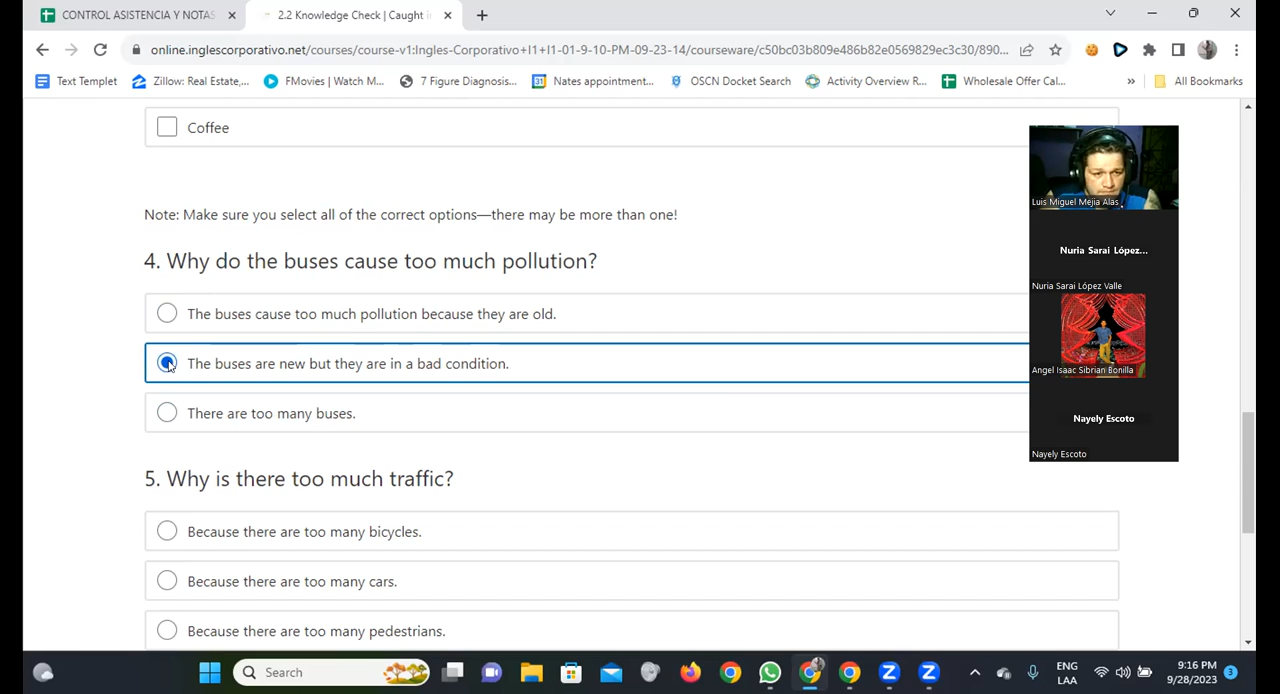 CONTROL ASISTENCIA Y NOTAS
2.2 Knowledge Check | Caught i
online.inglescorporativo.net/courses/course-v1:Ingles-Corporativo+I1+I1-01-9-10-PM-09-23-14/courseware/c50bc03b809e486b82e0569829ec3c30/890...
Text Templet
Zillow: Real Estate,...
FMovies | Watch M...
7 Figure Diagnosis...
31
Nates appointment...
OSCN Docket Search
Activity Overview R...
Wholesale Offer Cal...
»
All Bookmarks
Coffee
Note: Make sure you select all of the correct options—there may be more than one!
4. Why do the buses cause too much pollution?
The buses cause too much pollution because they are old.
The buses are new but they are in a bad condition.
There are too many buses.
5. Why is there too much traffic?
Because there are too many bicycles.
Because there are too many cars.
Because there are too many pedestrians.
Luis Miguel Mejia Alas
Nuria Sarai López...
Nuria Sarai López Valle
Angel Isaac Sibrian Bonilla
Nayely Escoto
Nayely Escoto
Search
ENG
LAA
9:16 PM
9/28/2023
3